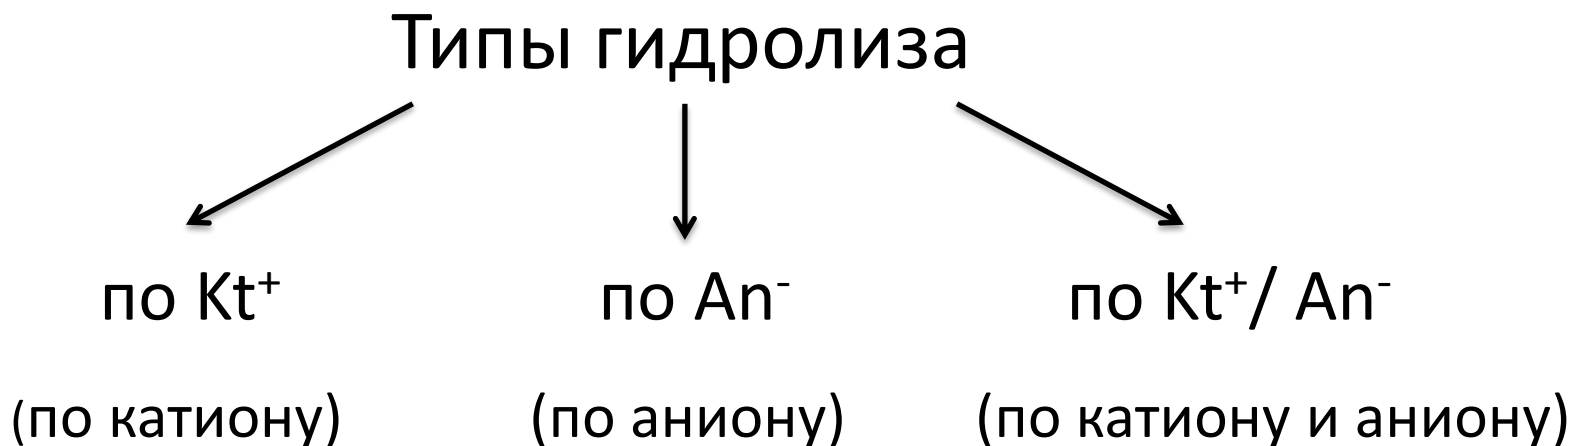 Типы гидролиза
по Kt⁺ по An⁻ по Kt⁺/ An⁻
(по катиону) (по аниону) (по катиону и аниону)